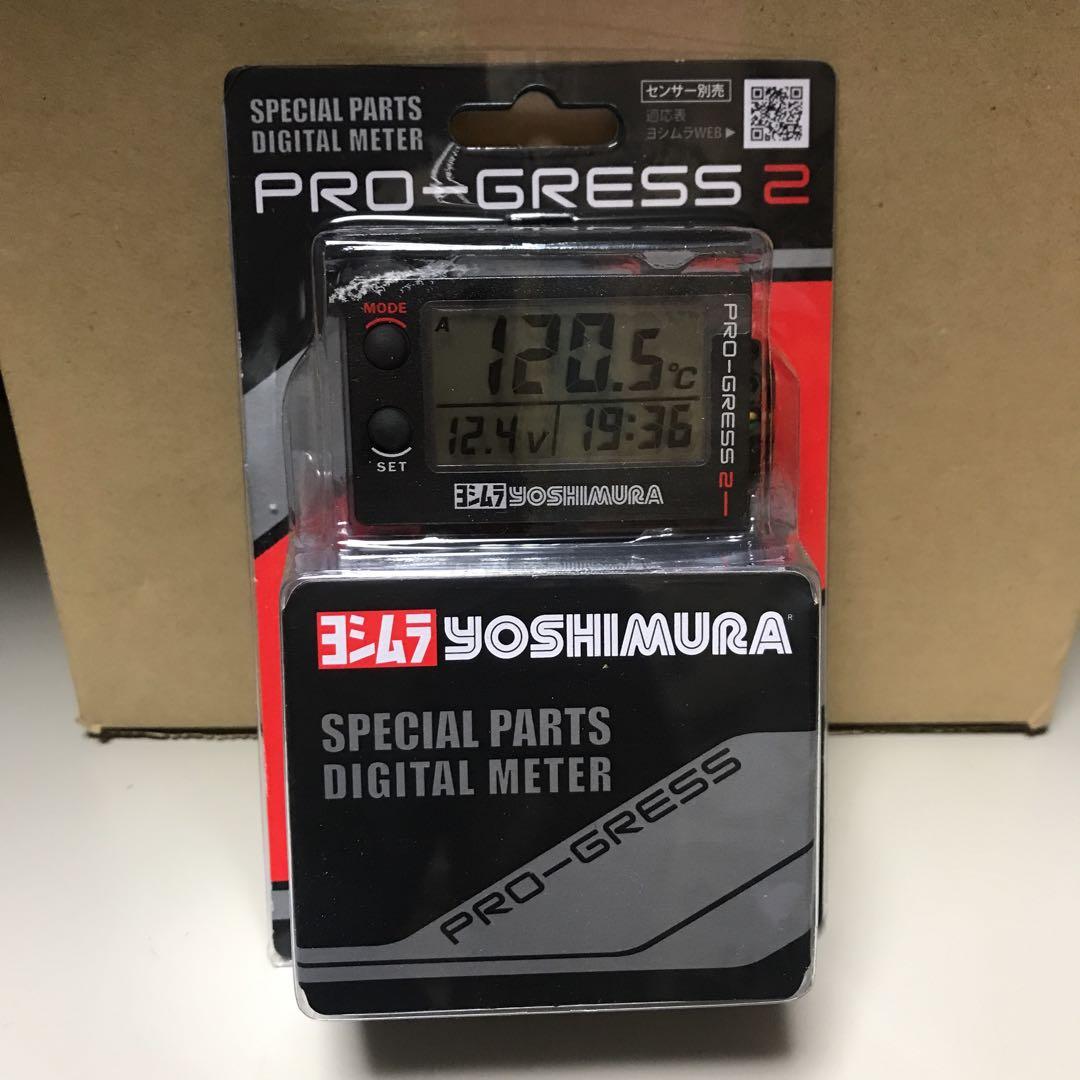 SPECIAL PARTS
DIGITAL METER
センサー別売
適応表
ヨシムラWEB▶
PRO-GRESS 2
MODE
SET
A
120.5℃
12.4V 19:36
PRO-GRESS 2
ヨシムラ YOSHIMURA
ヨシムラ YOSHIMURA®
SPECIAL PARTS
DIGITAL METER
PRO-GRESS